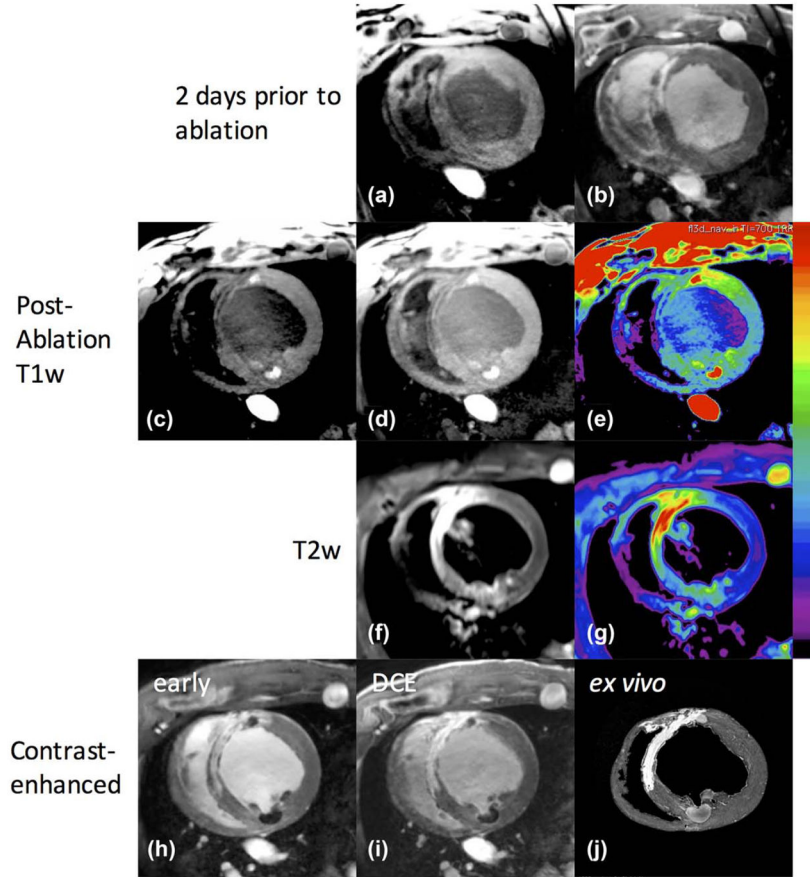 2 days prior to
ablation
(a)
(b)
Post-
Ablation
T1w
(c)
(d)
(e)
T2w
(f)
(g)
Contrast-
enhanced
early
DCE
ex vivo
(h)
(i)
(j)